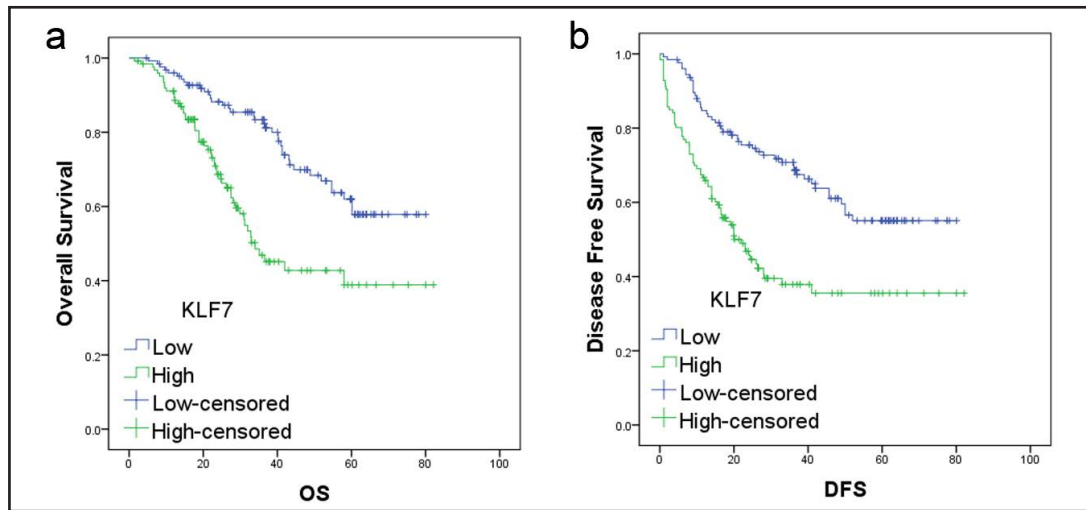 a
Overall Survival
1.0
0.8
0.6
0.4
0.2
0.0
KLF7
Low
High
Low-censored
High-censored
0 20 40 60 80 100
OS
b
Disease Free Survival
1.0
0.8
0.6
0.4
0.2
0.0
KLF7
Low
High
Low-censored
High-censored
0 20 40 60 80 100
DFS